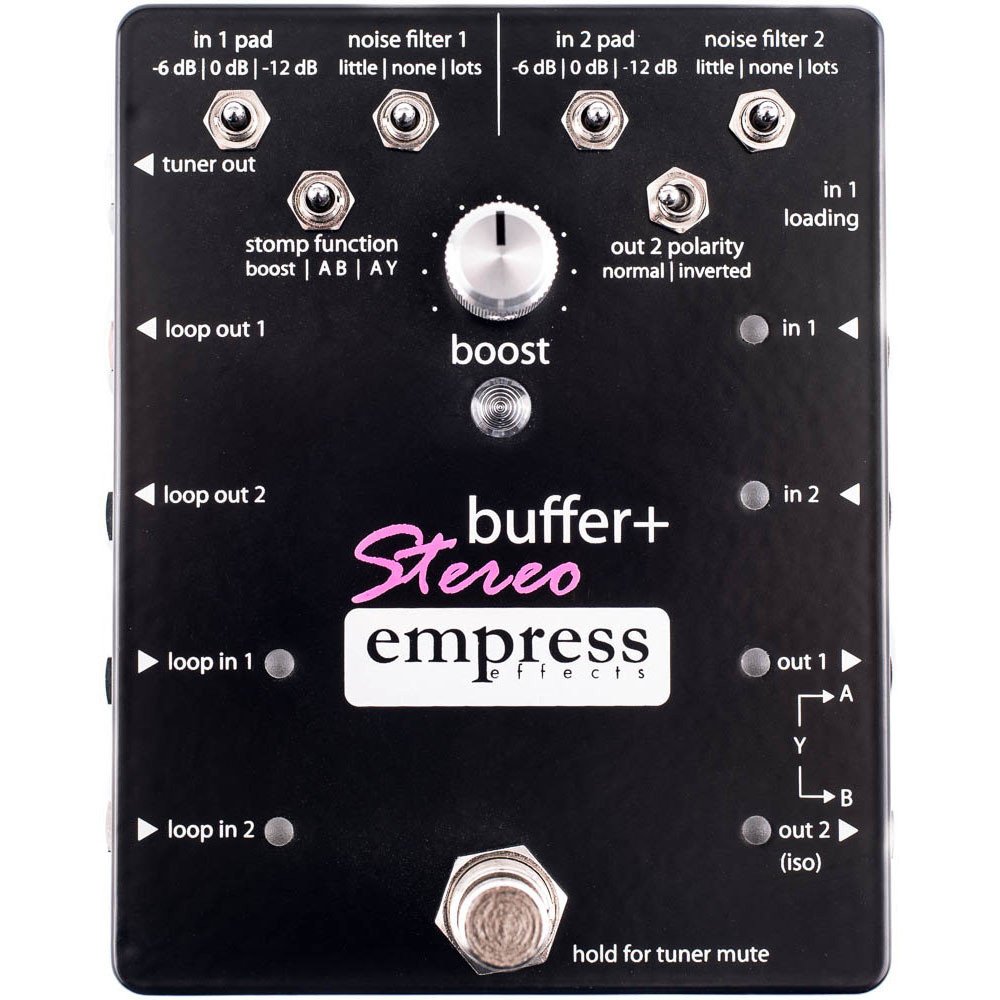 in 1 pad
-6 dB | 0 dB | -12 dB
noise filter 1
little | none | lots
in 2 pad
-6 dB | 0 dB | -12 dB
noise filter 2
little | none | lots
tuner out
in 1
loading
stomp function
boost | A B | A Y
out 2 polarity
normal | inverted
loop out 1
boost
in 1
loop out 2
in 2
buffer+
Stereo
empress
effects
loop in 1
out 1
A
Y
B
loop in 2
out 2
(iso)
hold for tuner mute